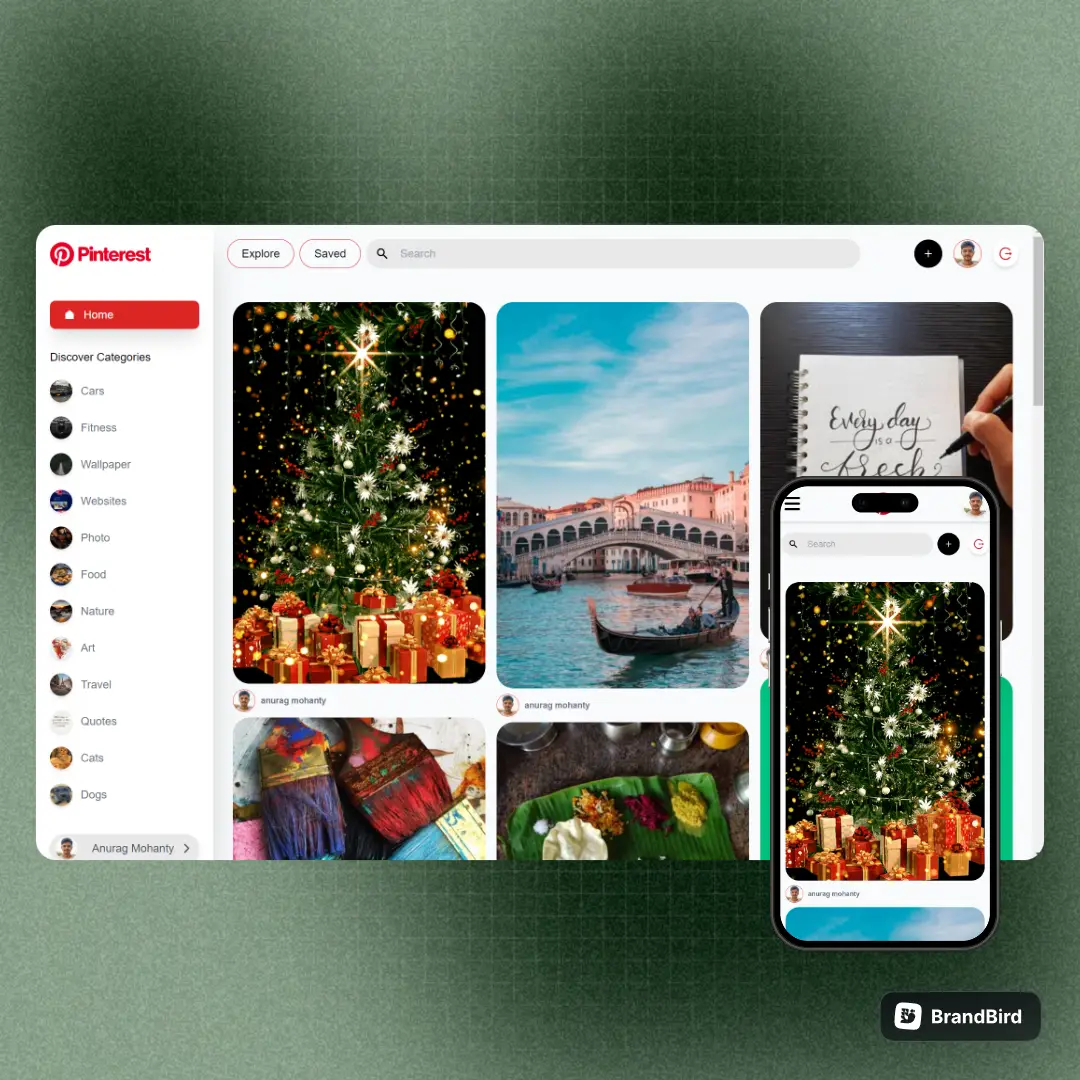 Pinterest
Explore
Saved
Search
Home
Discover Categories
Cars
Fitness
Wallpaper
Websites
Photo
Food
Nature
Art
Travel
Quotes
Cats
Dogs
Anurag Mohanty
Every day
is a
fresh
anurag mohanty
anurag mohanty
Search
anurag mohanty
BrandBird